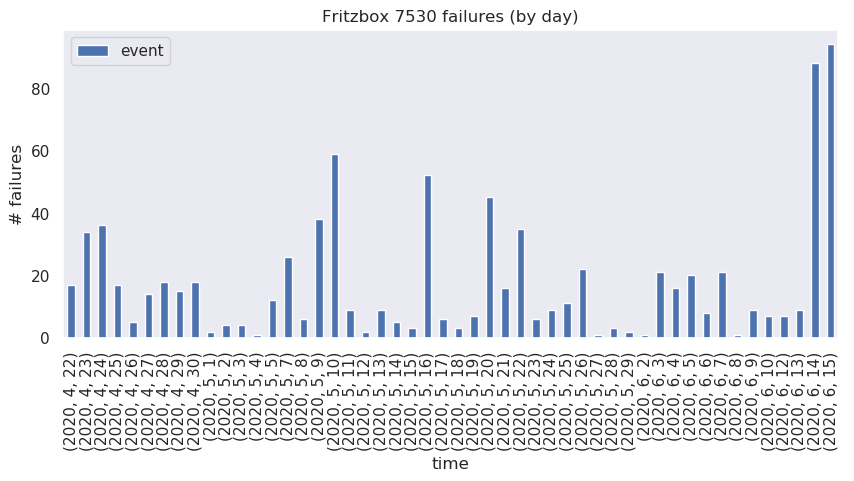 Fritzbox 7530 failures (by day)
event
# failures
80
60
40
20
0
(2020, 4, 22)
(2020, 4, 23)
(2020, 4, 24)
(2020, 4, 25)
(2020, 4, 26)
(2020, 4, 27)
(2020, 4, 28)
(2020, 4, 29)
(2020, 4, 30)
(2020, 5, 1)
(2020, 5, 2)
(2020, 5, 3)
(2020, 5, 4)
(2020, 5, 5)
(2020, 5, 7)
(2020, 5, 8)
(2020, 5, 9)
(2020, 5, 10)
(2020, 5, 11)
(2020, 5, 12)
(2020, 5, 13)
(2020, 5, 14)
(2020, 5, 15)
(2020, 5, 16)
(2020, 5, 17)
(2020, 5, 18)
(2020, 5, 19)
(2020, 5, 20)
(2020, 5, 21)
(2020, 5, 22)
(2020, 5, 23)
(2020, 5, 24)
(2020, 5, 25)
(2020, 5, 26)
(2020, 5, 27)
(2020, 5, 28)
(2020, 5, 29)
(2020, 6, 2)
(2020, 6, 3)
(2020, 6, 4)
(2020, 6, 5)
(2020, 6, 6)
(2020, 6, 7)
(2020, 6, 8)
(2020, 6, 9)
(2020, 6, 10)
(2020, 6, 12)
(2020, 6, 13)
(2020, 6, 14)
(2020, 6, 15)
time